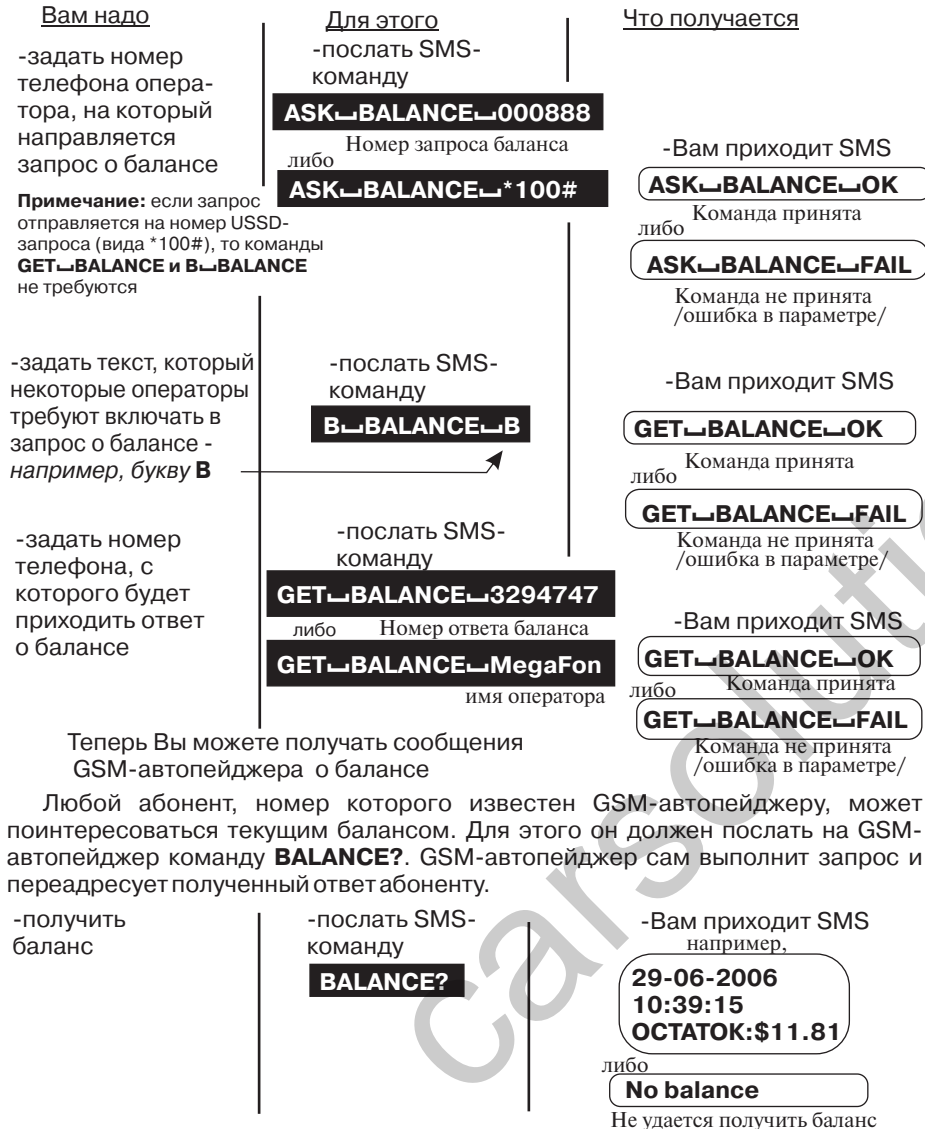 Вам надо
Для этого
Что получается
-задать номер
телефона опера-
тора, на который
направляется
запрос о балансе
Примечание: если запрос
отправляется на номер USSD-
запроса (вида *100#), то команды
GET⎵BALANCE и B⎵BALANCE
не требуются
-послать SMS-
команду
ASK⎵BALANCE⎵000888
Номер запроса баланса
либо
ASK⎵BALANCE⎵*100#
-Вам приходит SMS
ASK⎵BALANCE⎵OK
Команда принята
либо
ASK⎵BALANCE⎵FAIL
Команда не принята
/ошибка в параметре/
-задать текст, который
некоторые операторы
требуют включать в
запрос о балансе -
например, букву B
-послать SMS-
команду
B⎵BALANCE⎵B
-Вам приходит SMS
GET⎵BALANCE⎵OK
Команда принята
либо
GET⎵BALANCE⎵FAIL
Команда не принята
/ошибка в параметре/
-задать номер
телефона, с
которого будет
приходить ответ
о балансе
-послать SMS-
команду
GET⎵BALANCE⎵3294747
либо Номер ответа баланса
GET⎵BALANCE⎵MegaFon
имя оператора
-Вам приходит SMS
GET⎵BALANCE⎵OK
Команда принята
либо
GET⎵BALANCE⎵FAIL
Команда не принята
/ошибка в параметре/
Теперь Вы можете получать сообщения
GSM-автопейджера о балансе
Любой абонент, номер которого известен GSM-автопейджеру, может
поинтересоваться текущим балансом. Для этого он должен послать на GSM-
автопейджер команду BALANCE?. GSM-автопейджер сам выполнит запрос и
переадресует полученный ответ абоненту.
-получить
баланс
-послать SMS-
команду
BALANCE?
-Вам приходит SMS
например,
29-06-2006
10:39:15
ОСТАТОК:$11.81
либо
No balance
Не удается получить баланс